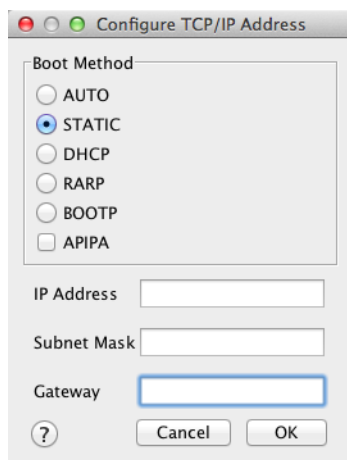 Configure TCP/IP Address
Boot Method
AUTO
STATIC
DHCP
RARP
BOOTP
APIPA
IP Address
Subnet Mask
Gateway
? Cancel OK